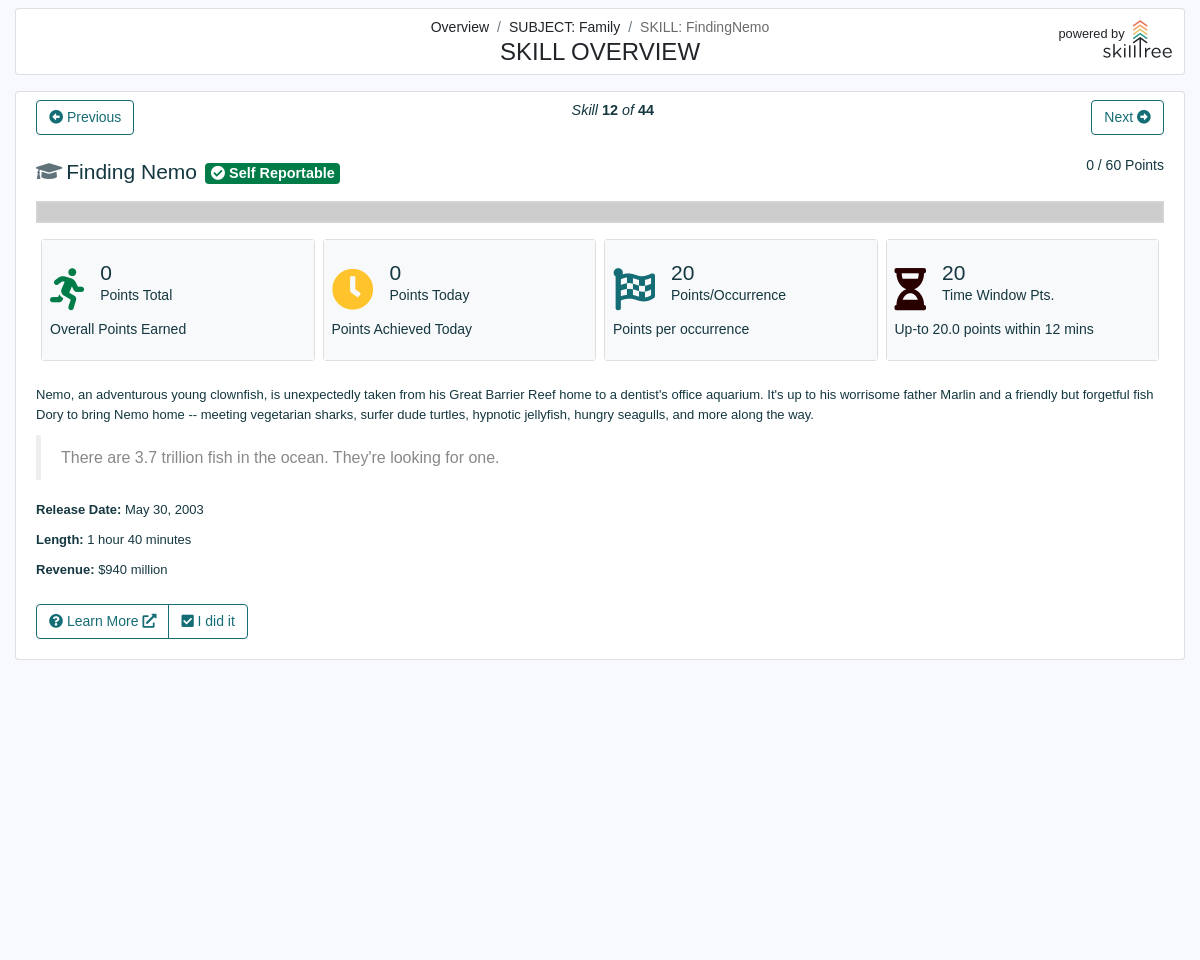 Overview / SUBJECT: Family / SKILL: FindingNemo
SKILL OVERVIEW
powered by
skilltree
Previous
Skill 12 of 44
Next
Finding Nemo Self Reportable
0 / 60 Points
0
Points Total
Overall Points Earned
0
Points Today
Points Achieved Today
20
Points/Occurrence
Points per occurrence
20
Time Window Pts.
Up-to 20.0 points within 12 mins
Nemo, an adventurous young clownfish, is unexpectedly taken from his Great Barrier Reef home to a dentist's office aquarium. It's up to his worrisome father Marlin and a friendly but forgetful fish
Dory to bring Nemo home -- meeting vegetarian sharks, surfer dude turtles, hypnotic jellyfish, hungry seagulls, and more along the way.
There are 3.7 trillion fish in the ocean. They're looking for one.
Release Date: May 30, 2003
Length: 1 hour 40 minutes
Revenue: $940 million
Learn More
I did it